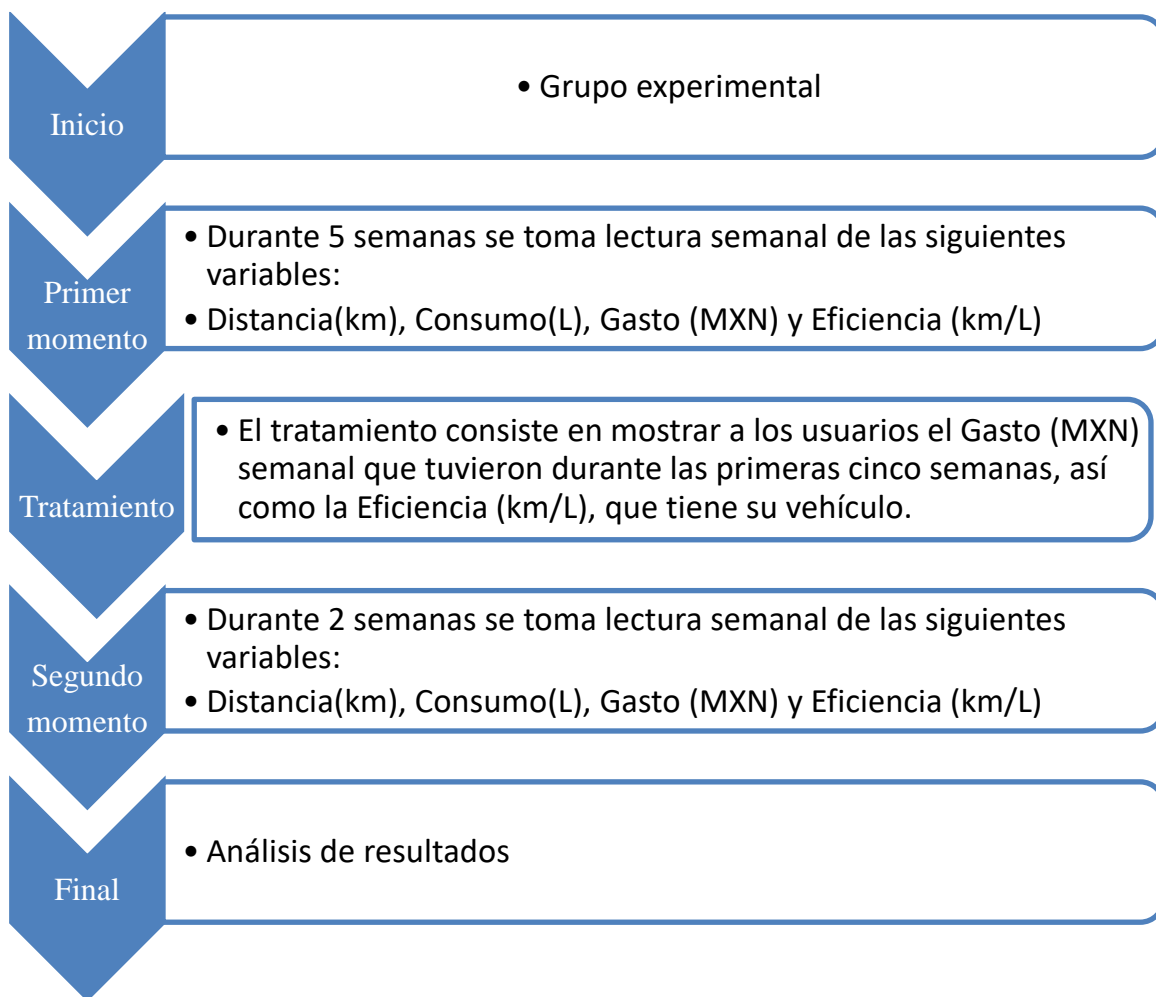 Inicio
• Grupo experimental
Primer
momento
• Durante 5 semanas se toma lectura semanal de las siguientes
variables:
• Distancia(km), Consumo(L), Gasto (MXN) y Eficiencia (km/L)
Tratamiento
• El tratamiento consiste en mostrar a los usuarios el Gasto (MXN)
semanal que tuvieron durante las primeras cinco semanas, así
como la Eficiencia (km/L), que tiene su vehículo.
Segundo
momento
• Durante 2 semanas se toma lectura semanal de las siguientes
variables:
• Distancia(km), Consumo(L), Gasto (MXN) y Eficiencia (km/L)
Final
• Análisis de resultados